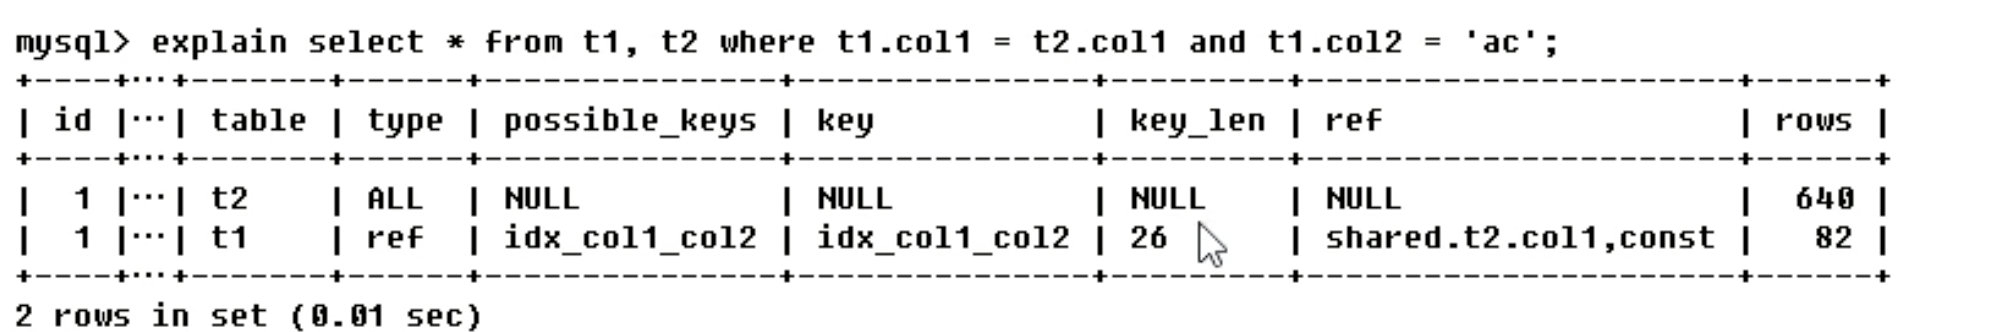 mysql> explain select * from t1, t2 where t1.col1 = t2.col1 and t1.col2 = 'ac';
+----+...+-------+------+---------------+---------------+---------+----------------------+------+
| id |...| table | type | possible_keys | key           | key_len | ref                  | rows |
+----+...+-------+------+---------------+---------------+---------+----------------------+------+
|  1 |...| t2    | ALL  | NULL          | NULL          | NULL    | NULL                 |  640 |
|  1 |...| t1    | ref  | idx_col1_col2 | idx_col1_col2 | 26      | shared.t2.col1,const |   82 |
+----+...+-------+------+---------------+---------------+---------+----------------------+------+
2 rows in set (0.01 sec)